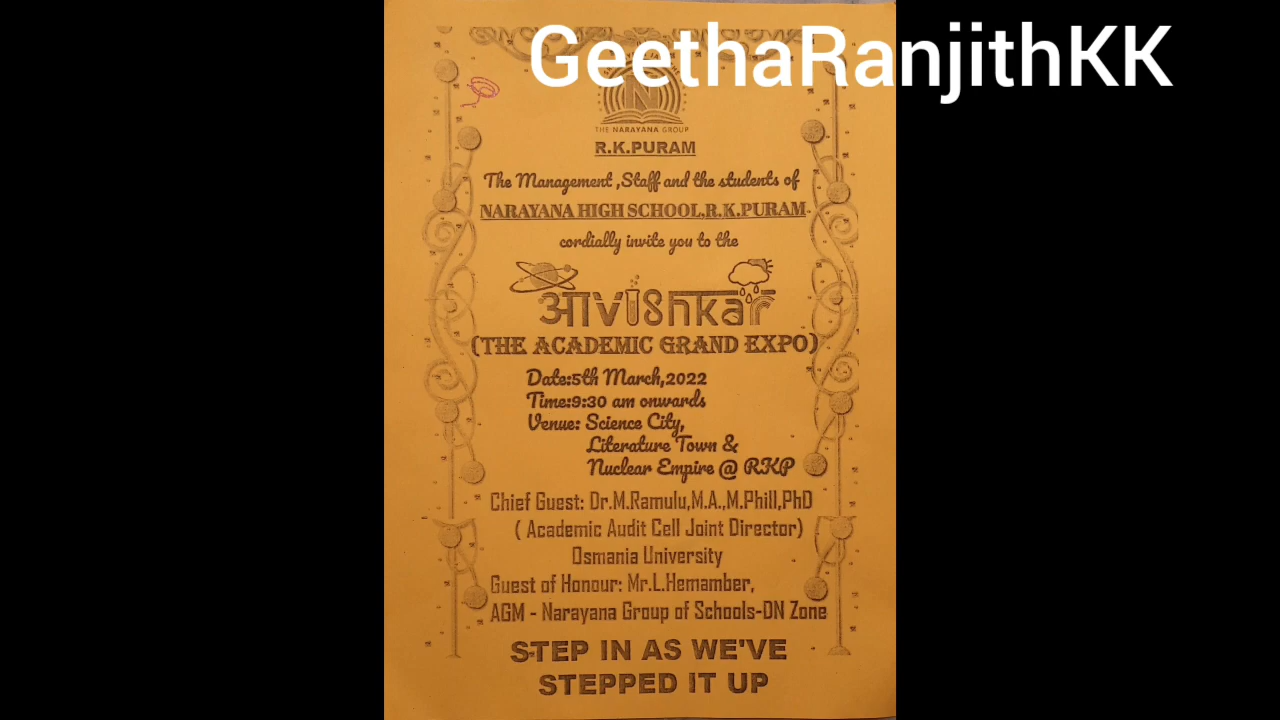 GeethaRanjithKK
N
THE NARAYANA GROUP
R.K.PURAM
The Management ,Staff and the students of
NARAYANA HIGH SCHOOL,R.K.PURAM
cordially invite you to the
आvishkar
(THE ACADEMIC GRAND EXPO)
Date:5th March,2022
Time:9:30 am onwards
Venue: Science City,
Literature Town &
Nuclear Empire @ RKP
Chief Guest: Dr.M.Ramulu,M.A.,M.Phill,PhD
( Academic Audit Cell Joint Director)
Osmania University
Guest of Honour: Mr.L.Hemamber,
AGM - Narayana Group of Schools-DN Zone
STEP IN AS WE'VE
STEPPED IT UP